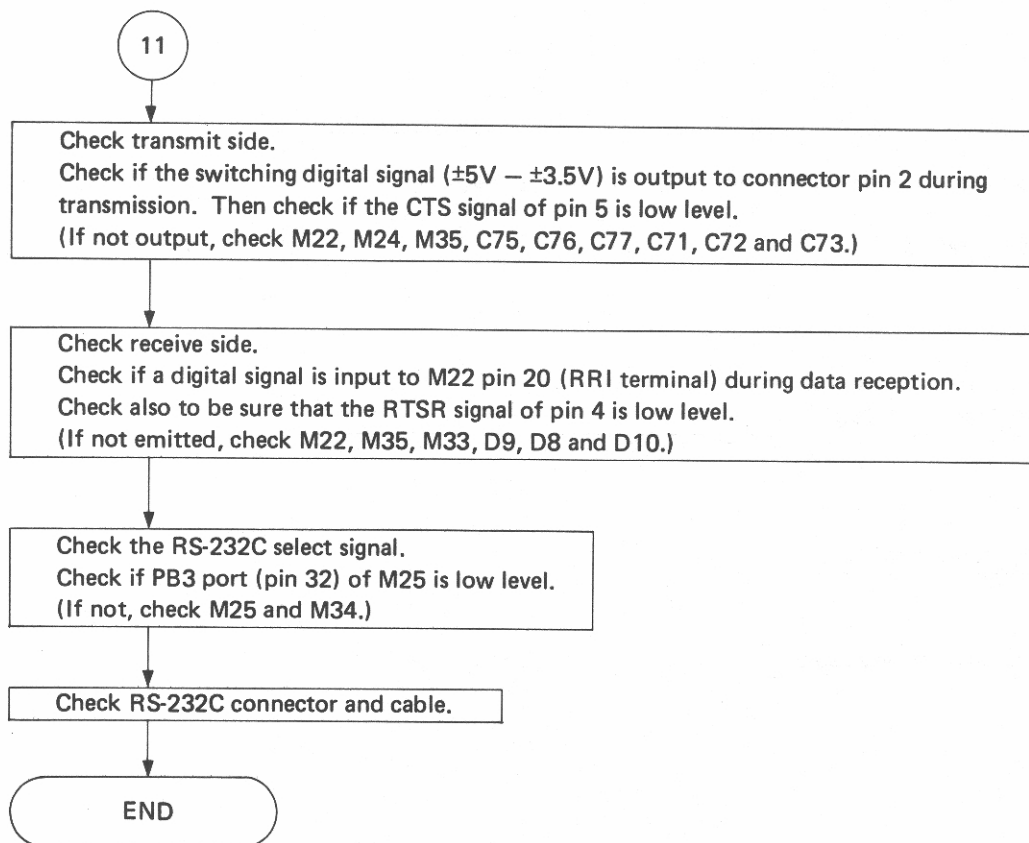 11
Check transmit side.
Check if the switching digital signal (±5V – ±3.5V) is output to connector pin 2 during
transmission. Then check if the CTS signal of pin 5 is low level.
(If not output, check M22, M24, M35, C75, C76, C77, C71, C72 and C73.)
Check receive side.
Check if a digital signal is input to M22 pin 20 (RRI terminal) during data reception.
Check also to be sure that the RTSR signal of pin 4 is low level.
(If not emitted, check M22, M35, M33, D9, D8 and D10.)
Check the RS-232C select signal.
Check if PB3 port (pin 32) of M25 is low level.
(If not, check M25 and M34.)
Check RS-232C connector and cable.
END